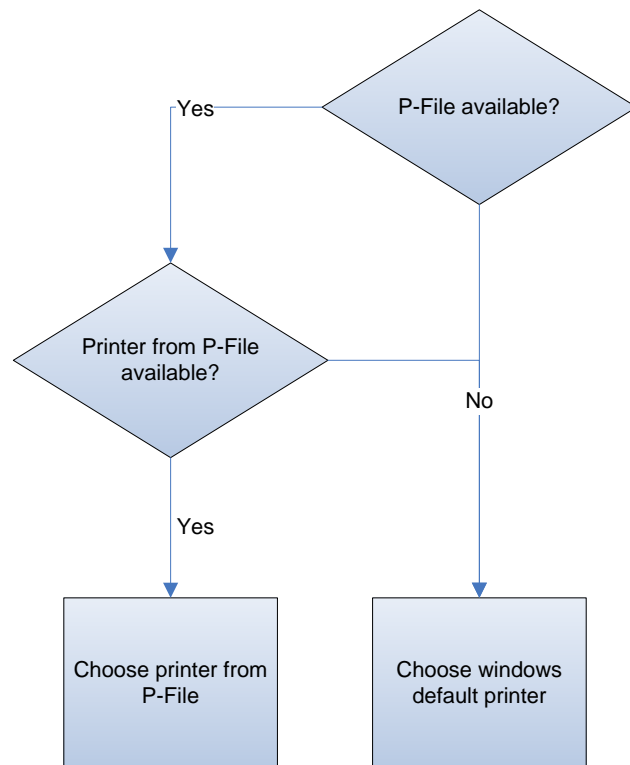 P-File available?
Yes
Printer from P-File
available?
No
Yes
Choose printer from
P-File
Choose windows
default printer